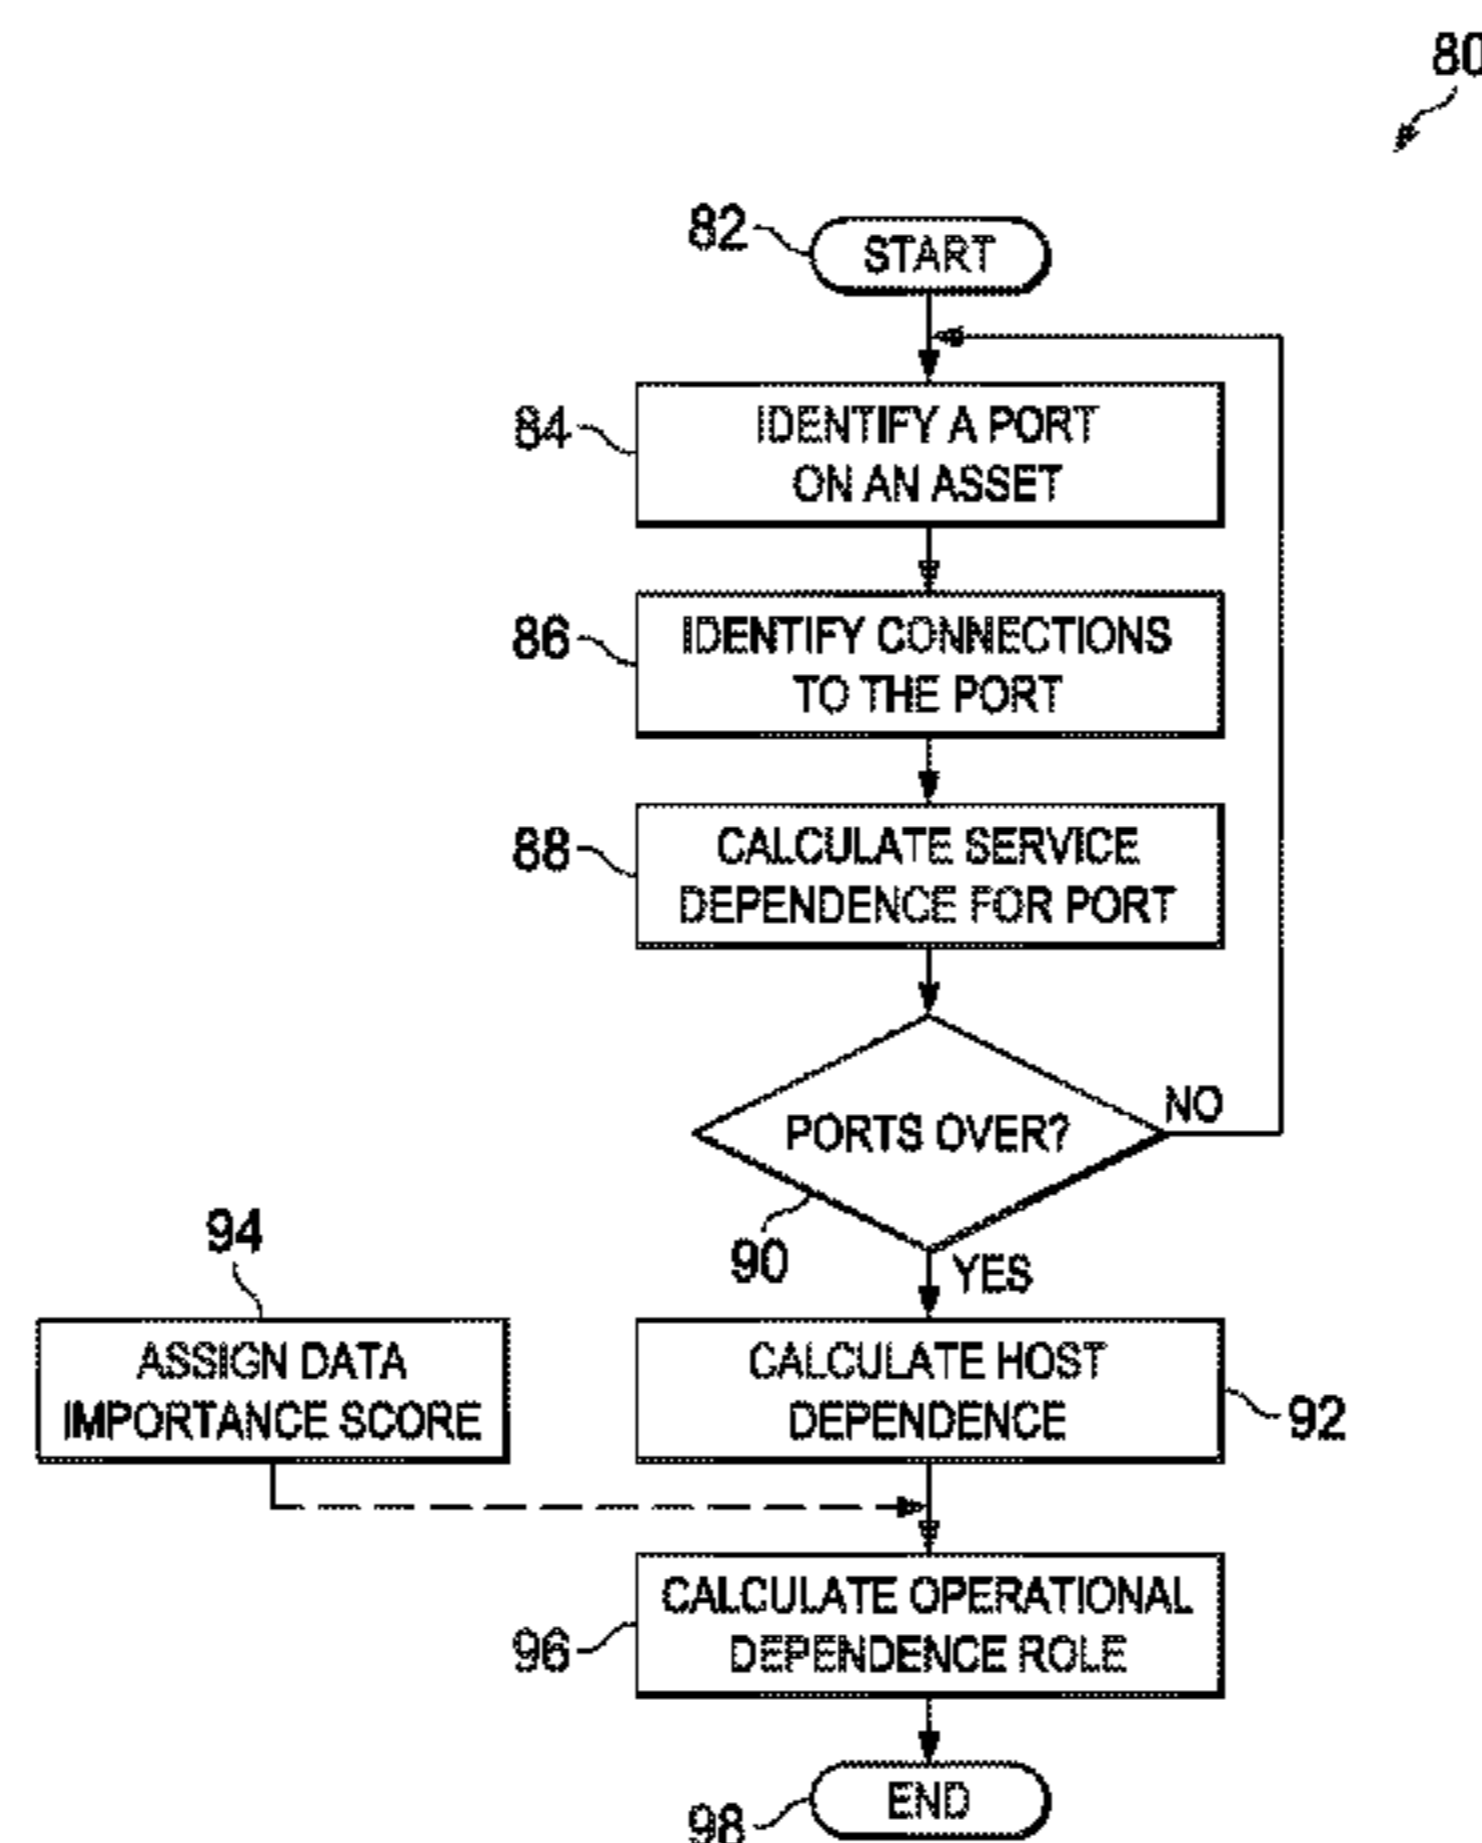 80
82
START
84
IDENTIFY A PORT
ON AN ASSET
86
IDENTIFY CONNECTIONS
TO THE PORT
88
CALCULATE SERVICE
DEPENDENCE FOR PORT
PORTS OVER?
NO
90
YES
94
ASSIGN DATA
IMPORTANCE SCORE
CALCULATE HOST
DEPENDENCE
92
96
CALCULATE OPERATIONAL
DEPENDENCE ROLE
END
98